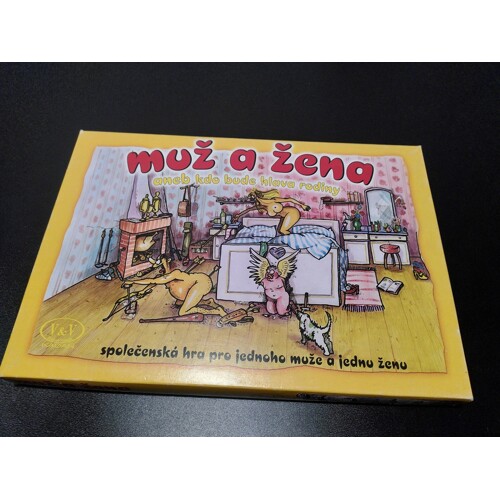 muž a žena
aneb kdo bude hlava rodiny
V&V
společenská hra pro jednoho muže a jednu ženu